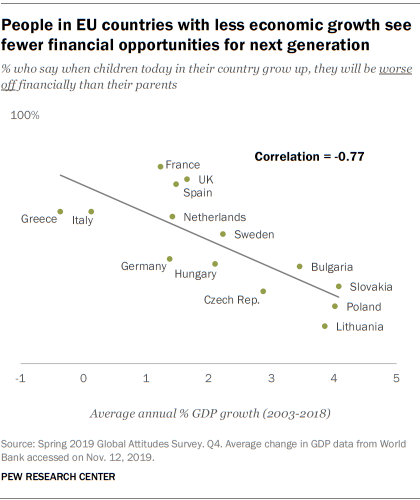 People in EU countries with less economic growth see
fewer financial opportunities for next generation
% who say when children today in their country grow up, they will be worse
off financially than their parents
100%
Correlation = -0.77
France
UK
Spain
Greece
Italy
Netherlands
Sweden
Germany
Hungary
Bulgaria
Czech Rep.
Slovakia
Poland
Lithuania
-1 0 1 2 3 4 5
Average annual % GDP growth (2003-2018)
Source: Spring 2019 Global Attitudes Survey. Q4. Average change in GDP data from World
Bank accessed on Nov. 12, 2019.
PEW RESEARCH CENTER